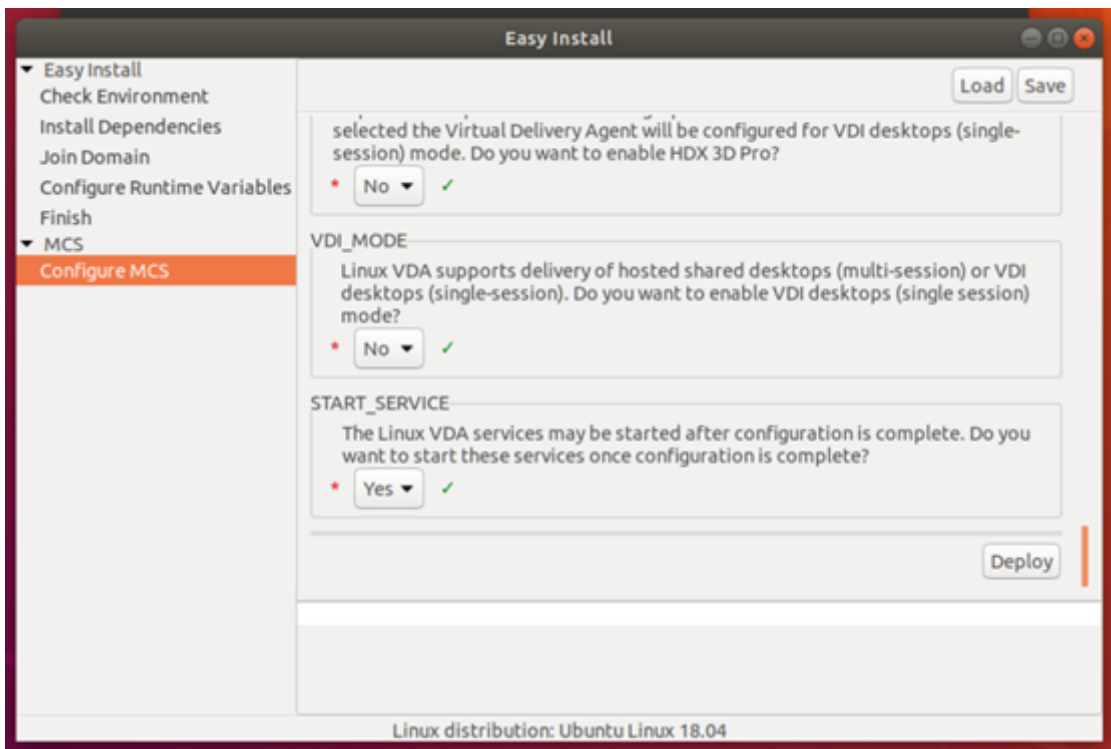 Easy Install
Easy Install
Check Environment
Install Dependencies
Join Domain
Configure Runtime Variables
Finish
MCS
Configure MCS
Load Save
selected the Virtual Delivery Agent will be configured for VDI desktops (single-
session) mode. Do you want to enable HDX 3D Pro?
* No ✓
VDI_MODE
Linux VDA supports delivery of hosted shared desktops (multi-session) or VDI
desktops (single-session). Do you want to enable VDI desktops (single session)
mode?
* No ✓
START_SERVICE
The Linux VDA services may be started after configuration is complete. Do you
want to start these services once configuration is complete?
* Yes ✓
Deploy
Linux distribution: Ubuntu Linux 18.04